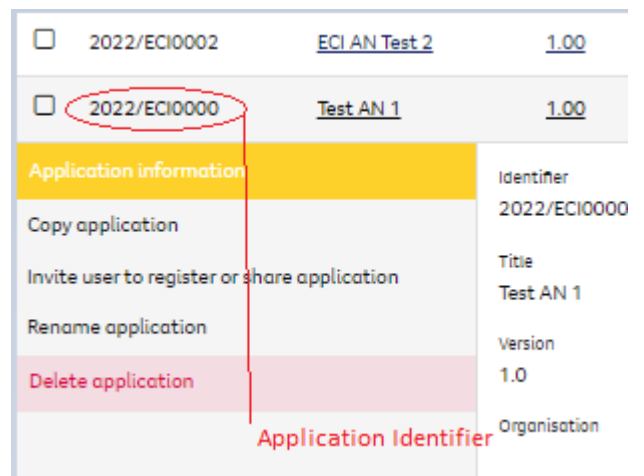 2022/ECI0002 ECI AN Test 2 1.00
2022/ECI0000 Test AN 1 1.00
Application information
Copy application
Invite user to register or share application
Rename application
Delete application
Identifier
2022/ECI0000
Title
Test AN 1
Version
1.0
Organisation
Application Identifier